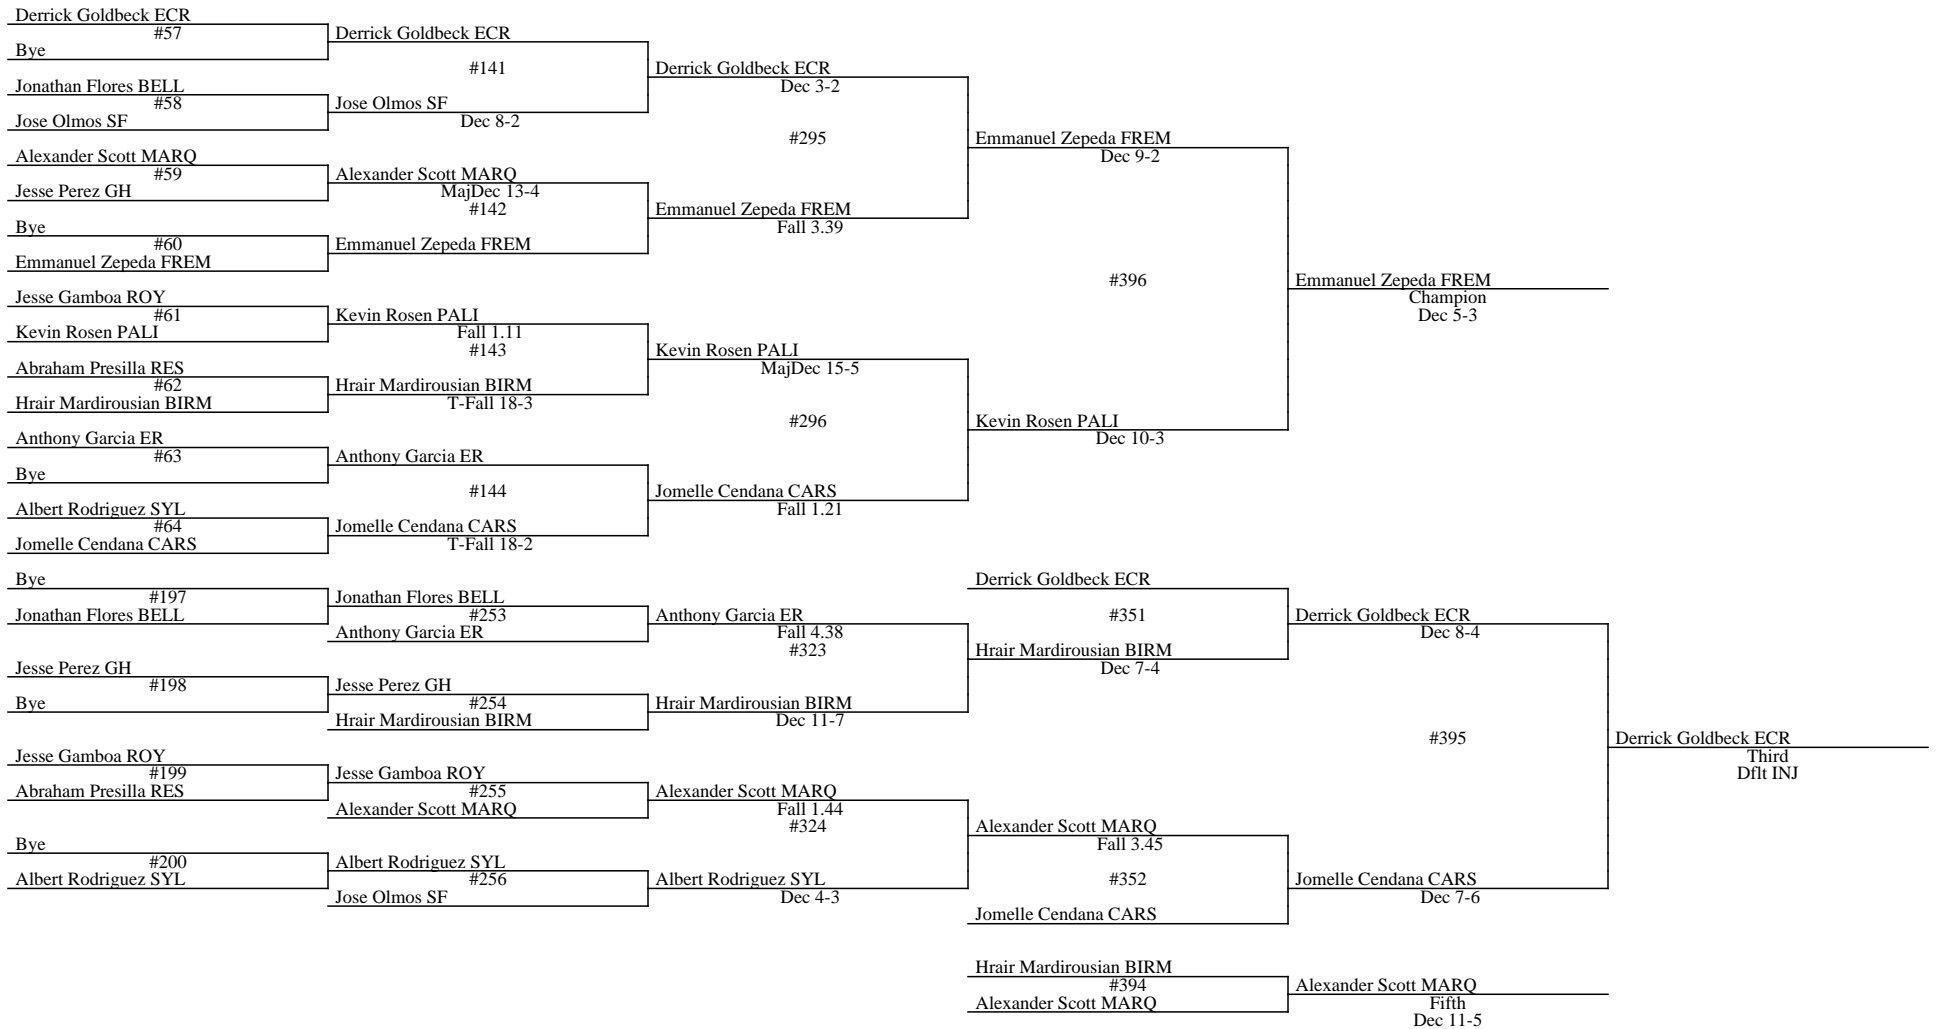 Derrick Goldbeck ECR
#57
Bye
Derrick Goldbeck ECR
#141
Jonathan Flores BELL
#58
Jose Olmos SF
Jose Olmos SF
Dec 8-2
Derrick Goldbeck ECR
Dec 3-2
#295
Alexander Scott MARQ
#59
Jesse Perez GH
Alexander Scott MARQ
MajDec 13-4
#142
Bye
#60
Emmanuel Zepeda FREM
Emmanuel Zepeda FREM
Emmanuel Zepeda FREM
Fall 3.39
Emmanuel Zepeda FREM
Dec 9-2
#396
Jesse Gamboa ROY
#61
Kevin Rosen PALI
Kevin Rosen PALI
Fall 1.11
#143
Abraham Presilla RES
#62
Hrair Mardirousian BIRM
Hrair Mardirousian BIRM
T-Fall 18-3
Kevin Rosen PALI
MajDec 15-5
#296
Anthony Garcia ER
#63
Bye
Anthony Garcia ER
#144
Albert Rodriguez SYL
#64
Jomelle Cendana CARS
Jomelle Cendana CARS
T-Fall 18-2
Jomelle Cendana CARS
Fall 1.21
Kevin Rosen PALI
Dec 10-3
Emmanuel Zepeda FREM
Champion
Dec 5-3
Bye
#197
Jonathan Flores BELL
Jonathan Flores BELL
#253
Anthony Garcia ER
Anthony Garcia ER
Fall 4.38
#323
Jesse Perez GH
#198
Bye
Jesse Perez GH
#254
Hrair Mardirousian BIRM
Hrair Mardirousian BIRM
Dec 11-7
Derrick Goldbeck ECR
#351
Hrair Mardirousian BIRM
Dec 7-4
Derrick Goldbeck ECR
Dec 8-4
#395
Jesse Gamboa ROY
#199
Abraham Presilla RES
Jesse Gamboa ROY
#255
Alexander Scott MARQ
Alexander Scott MARQ
Fall 1.44
#324
Bye
#200
Albert Rodriguez SYL
Albert Rodriguez SYL
#256
Jose Olmos SF
Albert Rodriguez SYL
Dec 4-3
Alexander Scott MARQ
Fall 3.45
#352
Jomelle Cendana CARS
Jomelle Cendana CARS
Dec 7-6
Derrick Goldbeck ECR
Third
Dflt INJ
Hrair Mardirousian BIRM
#394
Alexander Scott MARQ
Alexander Scott MARQ
Fifth
Dec 11-5